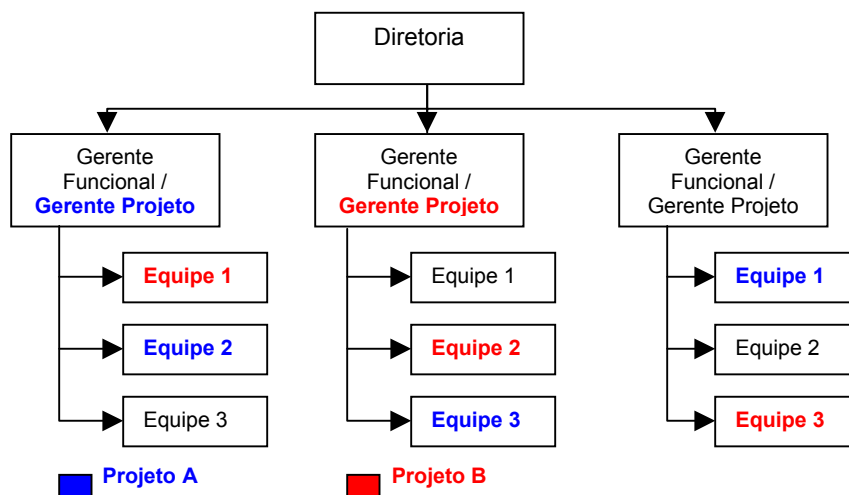 Diretoria
Gerente
Funcional /
Gerente Projeto
Gerente
Funcional /
Gerente Projeto
Gerente
Funcional /
Gerente Projeto
Equipe 1
Equipe 1
Equipe 1
Equipe 2
Equipe 2
Equipe 2
Equipe 3
Equipe 3
Equipe 3
Projeto A
Projeto B